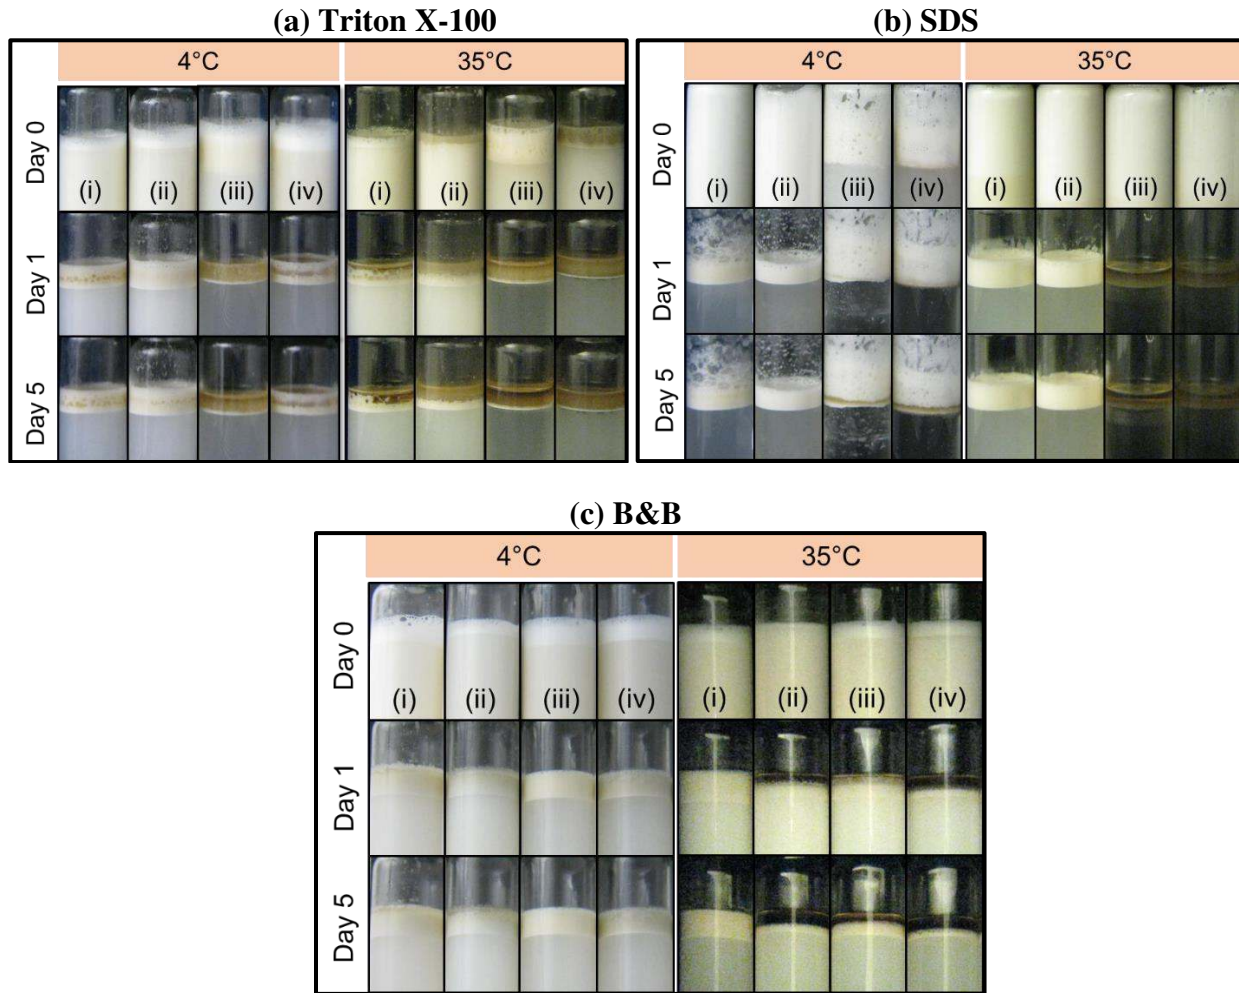 (a) Triton X-100
4°C 35°C
Day 0
(i) (ii) (iii) (iv) (i) (ii) (iii) (iv)
Day 1
Day 5
(b) SDS
4°C 35°C
Day 0
(i) (ii) (iii) (iv) (i) (ii) (iii) (iv)
Day 1
Day 5
(c) B&B
4°C 35°C
Day 0
(i) (ii) (iii) (iv) (i) (ii) (iii) (iv)
Day 1
Day 5